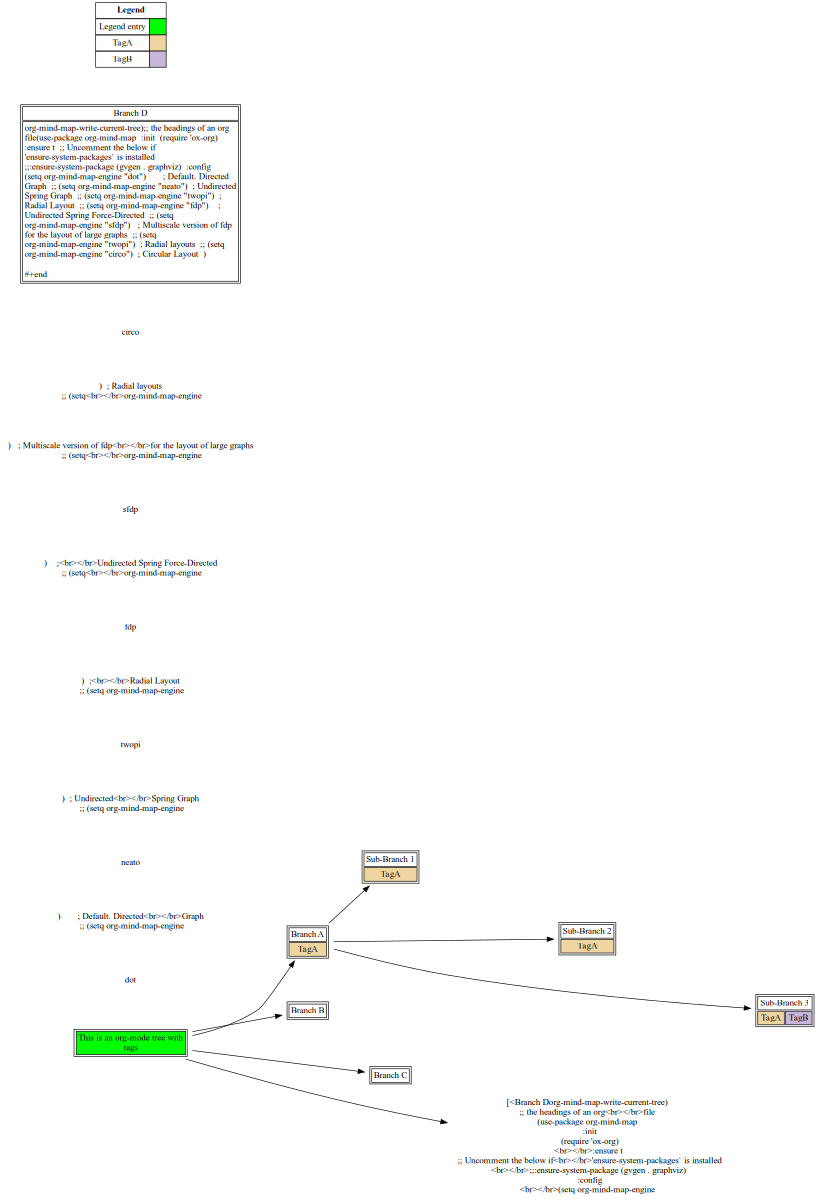 Legend
Legend entry
TagA
TagB
Branch D
org-mind-map-write-current-tree);; the headings of an org
file(use-package org-mind-map  :init  (require 'ox-org)
:ensure t  ;; Uncomment the below if
'ensure-system-packages` is installed
;;:ensure-system-package (gvgen . graphviz)  :config
(setq org-mind-map-engine "dot")       ; Default. Directed
Graph  ;; (setq org-mind-map-engine "neato")  ; Undirected
Spring Graph  ;; (setq org-mind-map-engine "twopi")  ;
Radial Layout  ;; (setq org-mind-map-engine "fdp")    ;
Undirected Spring Force-Directed  ;; (setq
org-mind-map-engine "sfdp")   ; Multiscale version of fdp
for the layout of large graphs  ;; (setq
org-mind-map-engine "twopi")  ; Radial layouts  ;; (setq
org-mind-map-engine "circo")  ; Circular Layout  )
#+end
circo
)  ; Radial layouts
;; (setq<br></br>org-mind-map-engine
)   ; Multiscale version of fdp<br></br>for the layout of large graphs
;; (setq<br></br>org-mind-map-engine
sfdp
)    ;<br></br>Undirected Spring Force-Directed
;; (setq<br></br>org-mind-map-engine
fdp
)  ;<br></br>Radial Layout
;; (setq org-mind-map-engine
twopi
)  ; Undirected<br></br>Spring Graph
;; (setq org-mind-map-engine
neato
)       ; Default. Directed<br></br>Graph
;; (setq org-mind-map-engine
dot
This is an org-mode tree with
tags
Sub-Branch 1
TagA
Branch A
TagA
Sub-Branch 2
TagA
Sub-Branch 3
TagA TagB
Branch B
Branch C
[<Branch Dorg-mind-map-write-current-tree)
;; the headings of an org<br></br>file
(use-package org-mind-map
:init
(require 'ox-org)
<br></br>:ensure t
;; Uncomment the below if<br></br>'ensure-system-packages` is installed
<br></br>;;:ensure-system-package (gvgen . graphviz)
:config
<br></br>(setq org-mind-map-engine